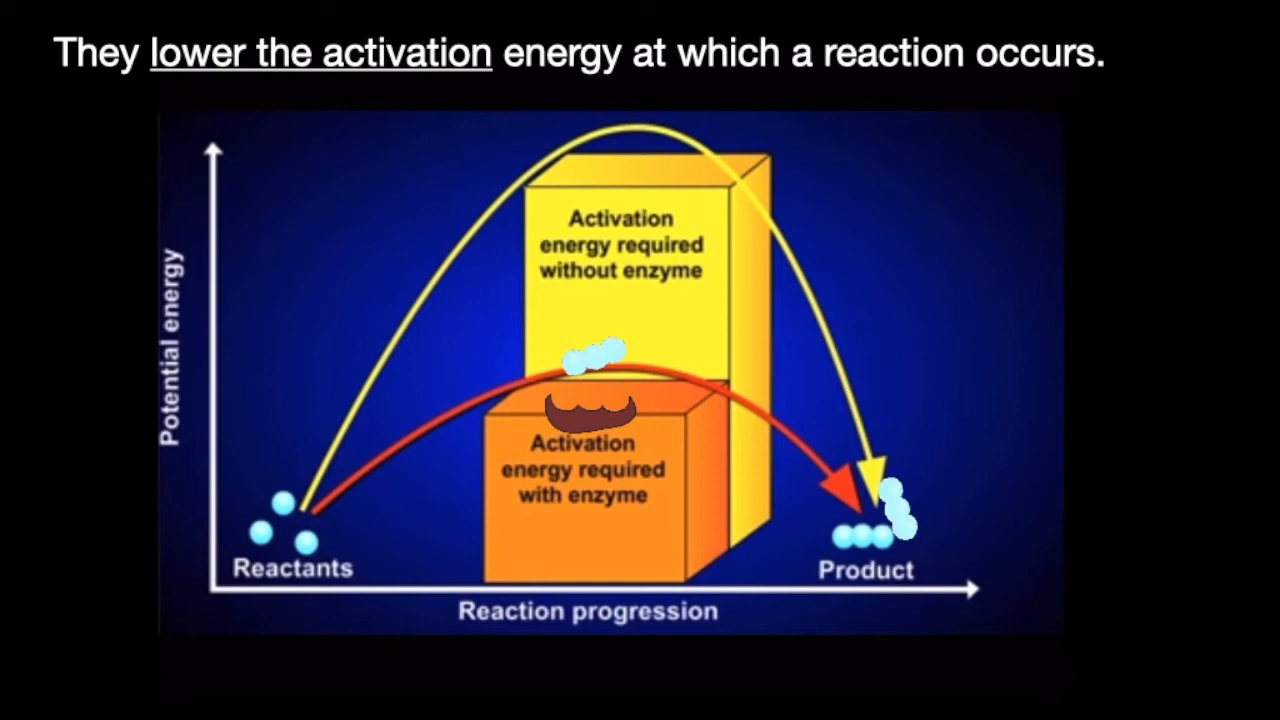 They lower the activation energy at which a reaction occurs.
Potential energy
Activation
energy required
without enzyme
Activation
energy required
with enzyme
Reactants
Product
Reaction progression